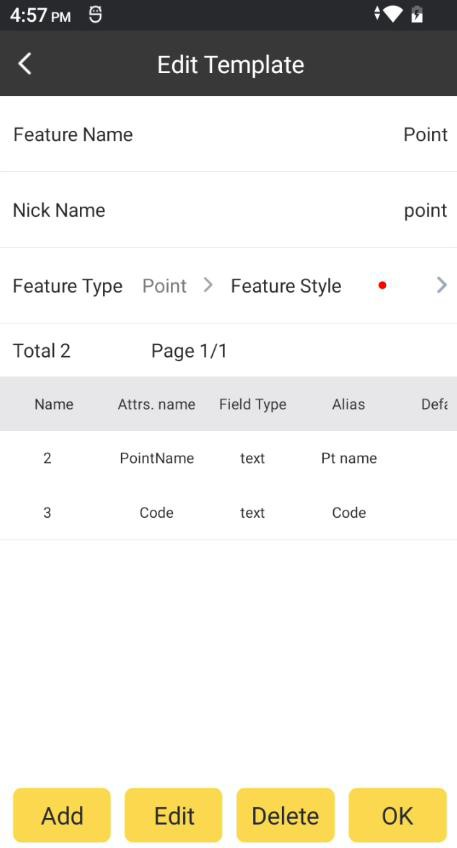 4:57 PM
Edit Template
Feature Name Point
Nick Name point
Feature Type Point Feature Style
Total 2 Page 1/1
Name Attrs. name Field Type Alias Defa
2 PointName text Pt name
3 Code text Code
Add Edit Delete OK